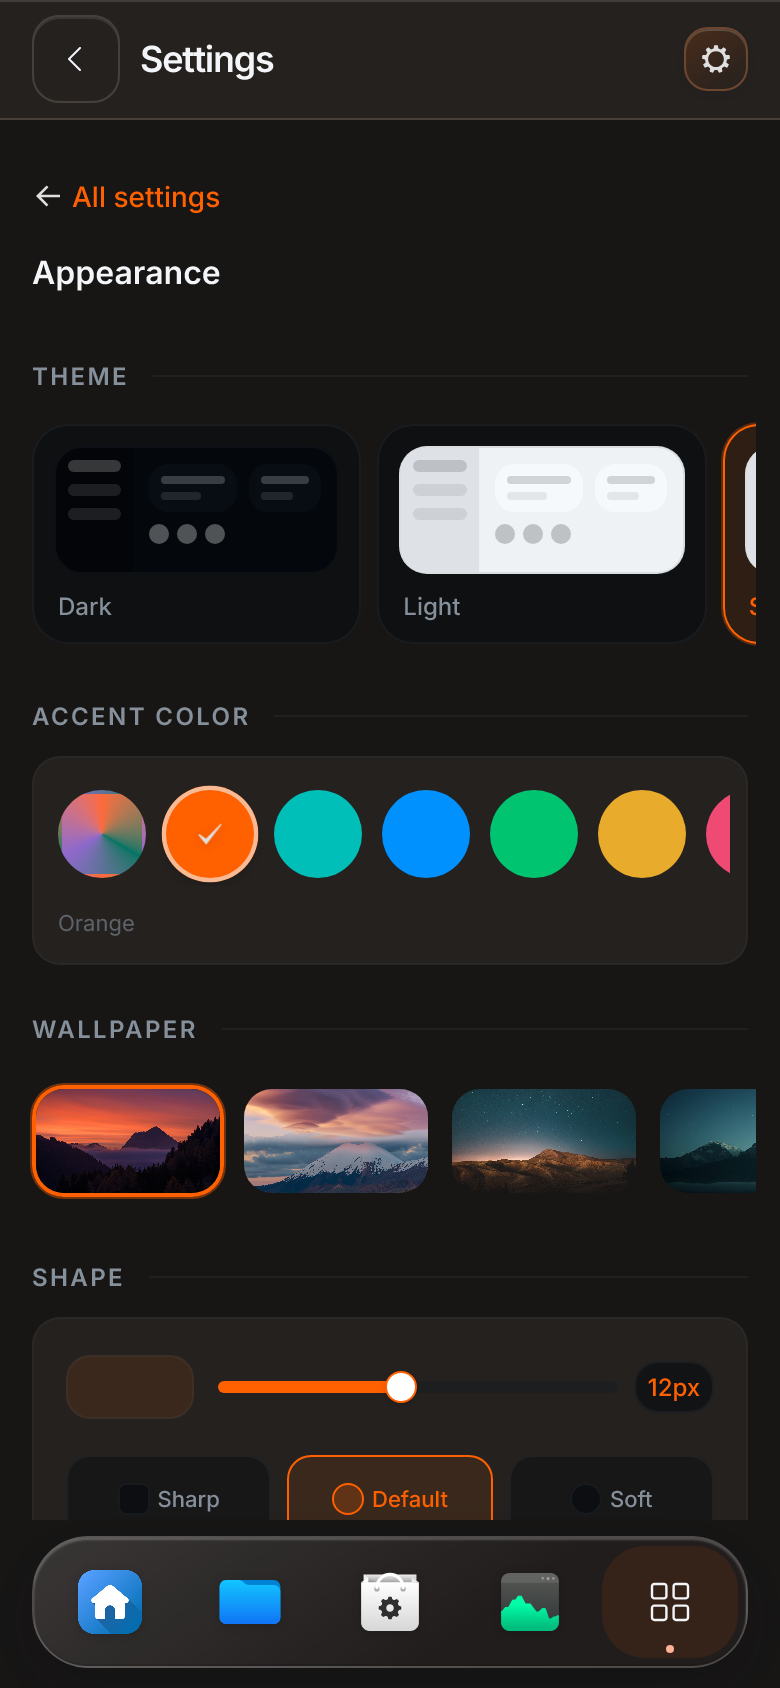 Settings
All settings
Appearance
THEME
Dark
Light
ACCENT COLOR
Orange
WALLPAPER
SHAPE
12px
Sharp
Default
Soft